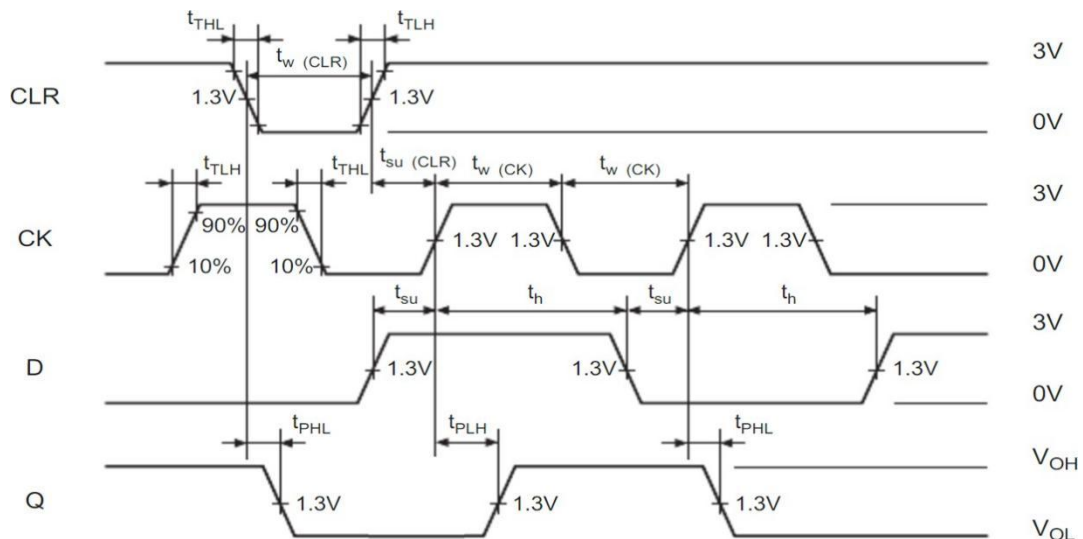 tTHL tTLH
tw (CLR)
3V
CLR
1.3V 1.3V
0V
tTLH tTHL tsu (CLR) tw (CK) tw (CK)
3V
90% 90%
CK
1.3V 1.3V 1.3V 1.3V
10% 10%
0V
tsu th tsu th
3V
D
1.3V 1.3V 1.3V
0V
tPHL tPLH tPHL
VOH
Q
1.3V 1.3V 1.3V
VOL